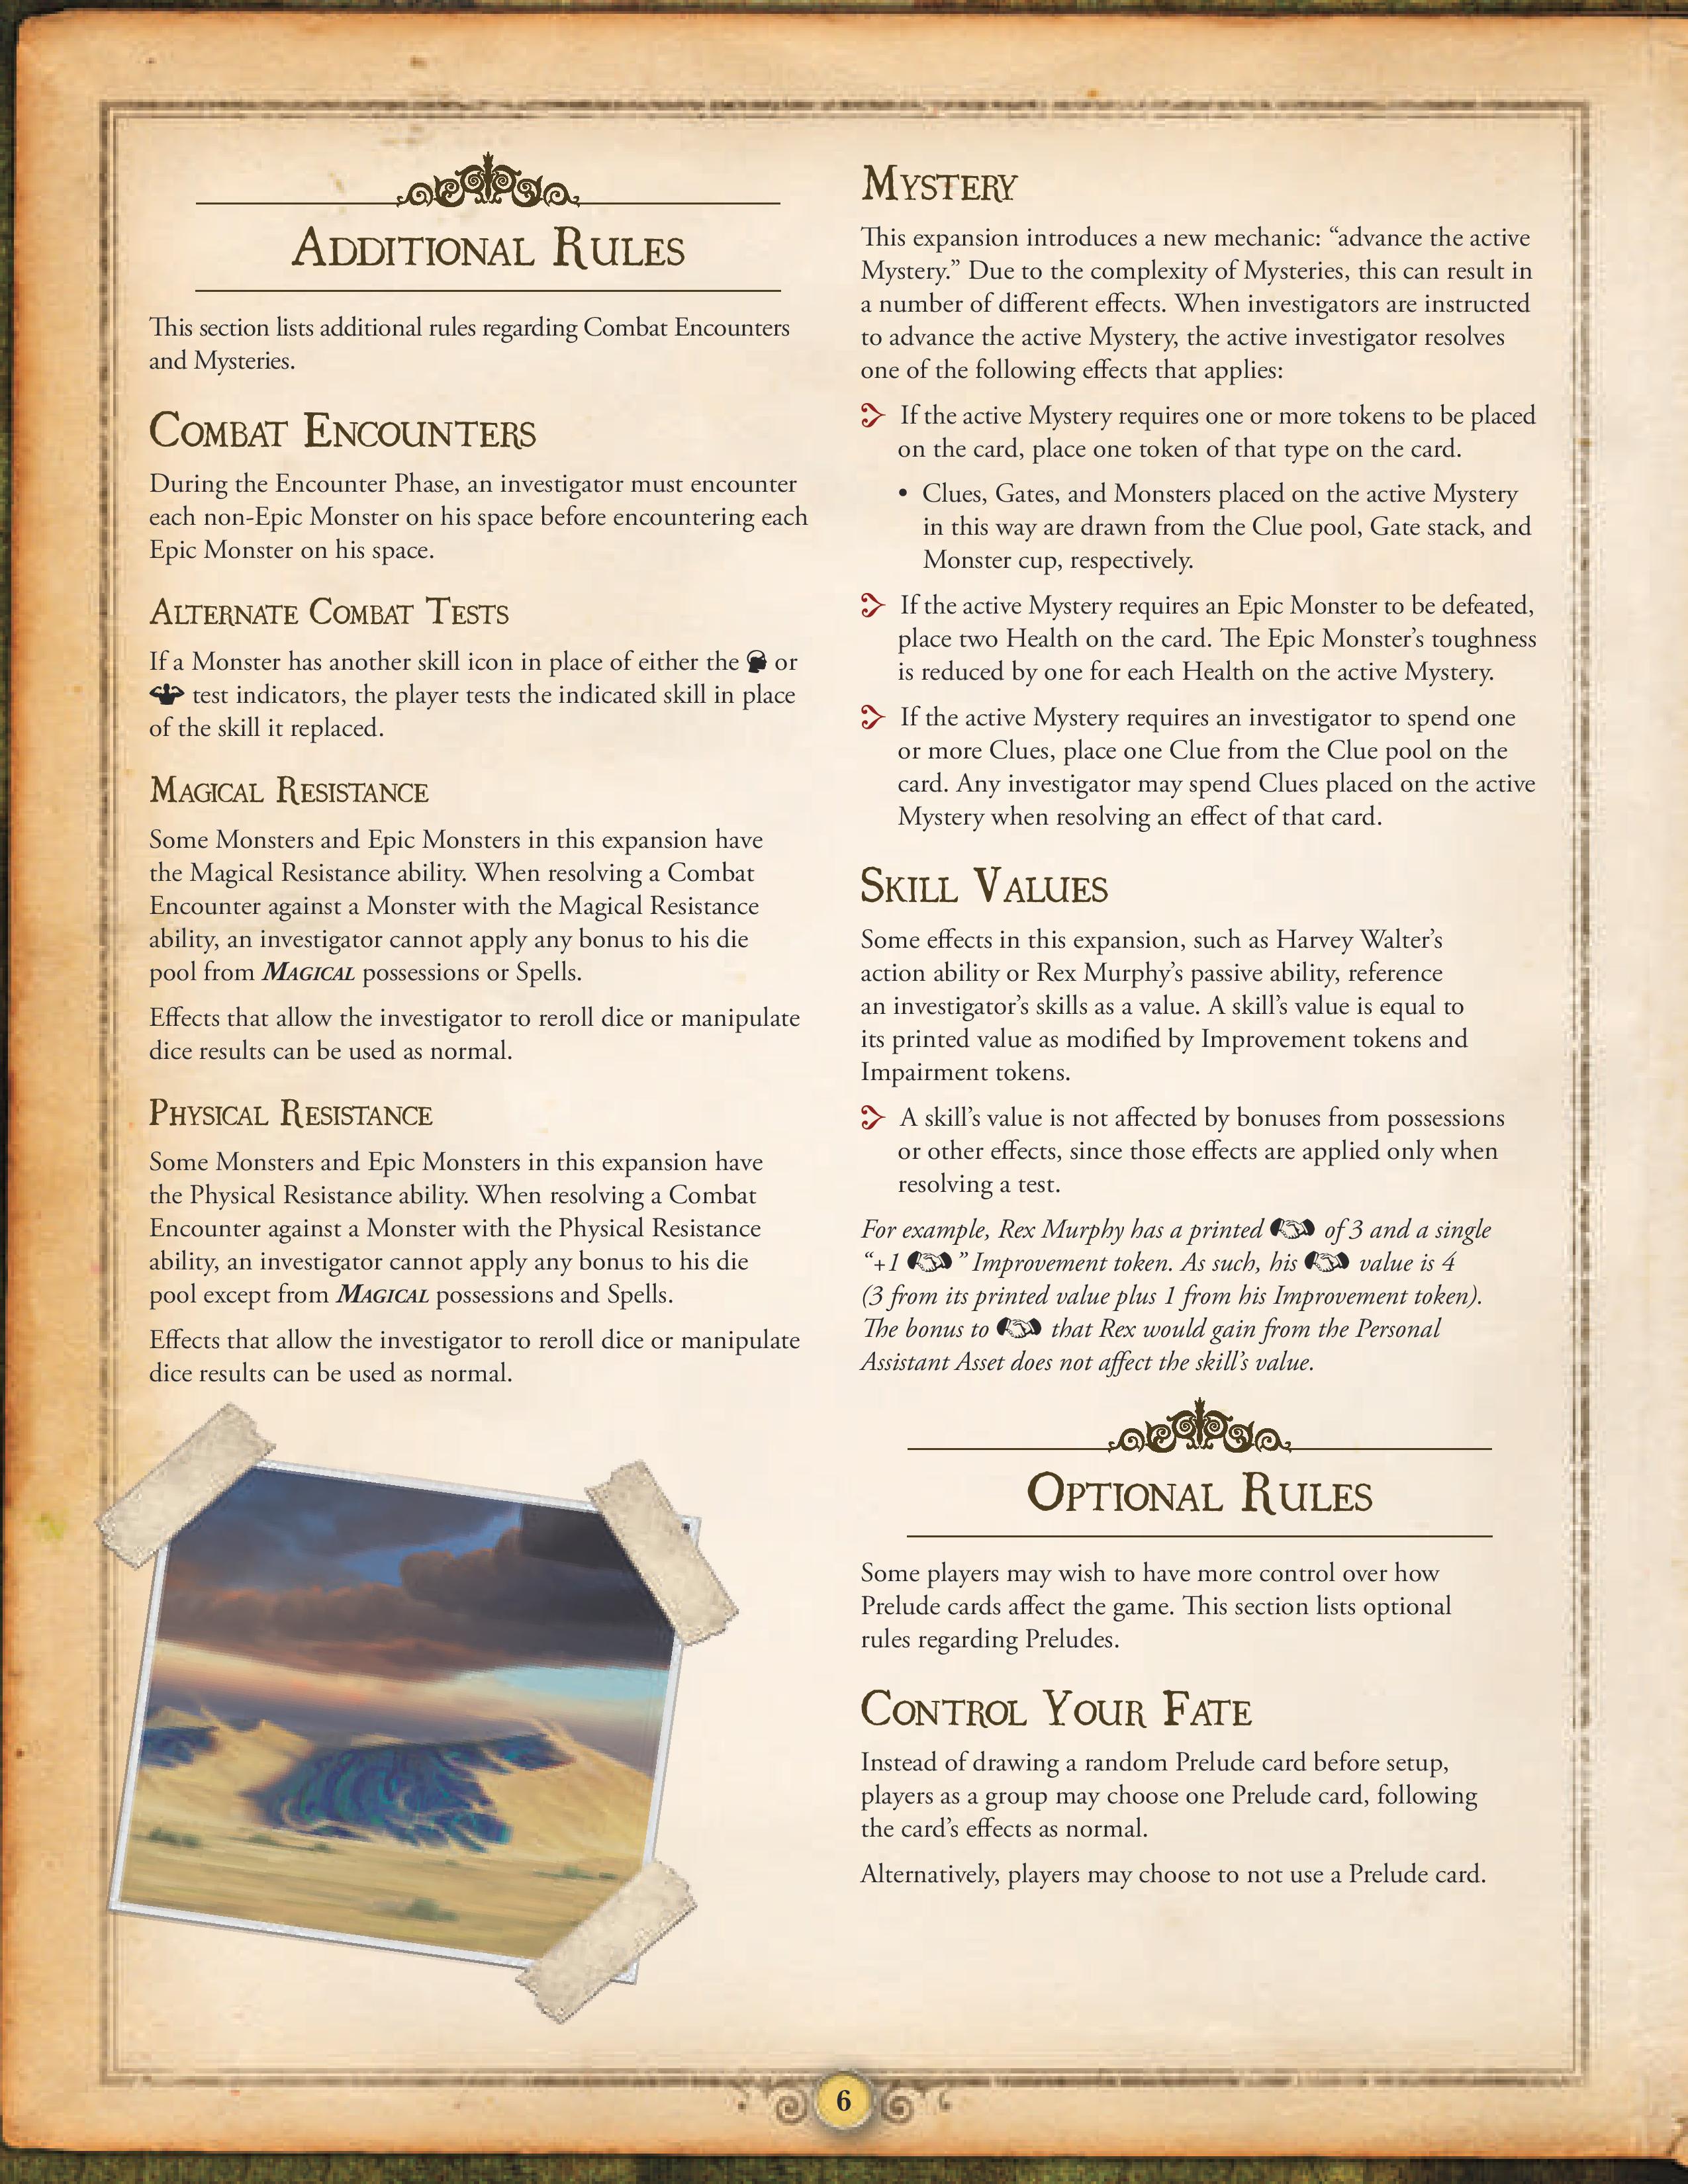 Additional Rules
This section lists additional rules regarding Combat Encounters
and Mysteries.
Combat Encounters
During the Encounter Phase, an investigator must encounter
each non-Epic Monster on his space before encountering each
Epic Monster on his space.
Alternate Combat Tests
If a Monster has another skill icon in place of either the or
test indicators, the player tests the indicated skill in place
of the skill it replaced.
Magical Resistance
Some Monsters and Epic Monsters in this expansion have
the Magical Resistance ability. When resolving a Combat
Encounter against a Monster with the Magical Resistance
ability, an investigator cannot apply any bonus to his die
pool from Magical possessions or Spells.
Effects that allow the investigator to reroll dice or manipulate
dice results can be used as normal.
Physical Resistance
Some Monsters and Epic Monsters in this expansion have
the Physical Resistance ability. When resolving a Combat
Encounter against a Monster with the Physical Resistance
ability, an investigator cannot apply any bonus to his die
pool except from Magical possessions and Spells.
Effects that allow the investigator to reroll dice or manipulate
dice results can be used as normal.
Mystery
This expansion introduces a new mechanic: “advance the active
Mystery.” Due to the complexity of Mysteries, this can result in
a number of different effects. When investigators are instructed
to advance the active Mystery, the active investigator resolves
one of the following effects that applies:
If the active Mystery requires one or more tokens to be placed
on the card, place one token of that type on the card.
• Clues, Gates, and Monsters placed on the active Mystery
in this way are drawn from the Clue pool, Gate stack, and
Monster cup, respectively.
If the active Mystery requires an Epic Monster to be defeated,
place two Health on the card. The Epic Monster’s toughness
is reduced by one for each Health on the active Mystery.
If the active Mystery requires an investigator to spend one
or more Clues, place one Clue from the Clue pool on the
card. Any investigator may spend Clues placed on the active
Mystery when resolving an effect of that card.
Skill Values
Some effects in this expansion, such as Harvey Walter’s
action ability or Rex Murphy’s passive ability, reference
an investigator’s skills as a value. A skill’s value is equal to
its printed value as modified by Improvement tokens and
Impairment tokens.
A skill’s value is not affected by bonuses from possessions
or other effects, since those effects are applied only when
resolving a test.
For example, Rex Murphy has a printed of 3 and a single
“+1 ” Improvement token. As such, his value is 4
(3 from its printed value plus 1 from his Improvement token).
The bonus to that Rex would gain from the Personal
Assistant Asset does not affect the skill’s value.
Optional Rules
Some players may wish to have more control over how
Prelude cards affect the game. This section lists optional
rules regarding Preludes.
Control Your Fate
Instead of drawing a random Prelude card before setup,
players as a group may choose one Prelude card, following
the card’s effects as normal.
Alternatively, players may choose to not use a Prelude card.
6